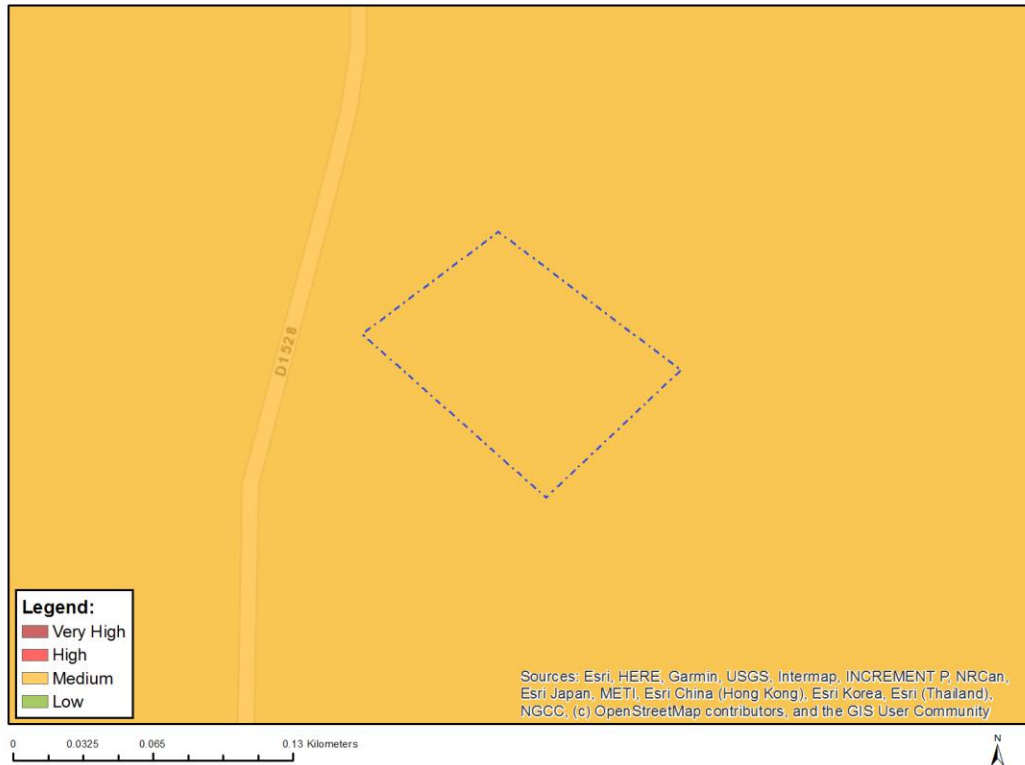 D1528
Legend:
Very High
High
Medium
Low
Sources: Esri, HERE, Garmin, USGS, Intermap, INCREMENT P, NRCan,
Esri Japan, METI, Esri China (Hong Kong), Esri Korea, Esri (Thailand),
NGCC, (c) OpenStreetMap contributors, and the GIS User Community
0 0.0325 0.065 0.13 Kilometers
N